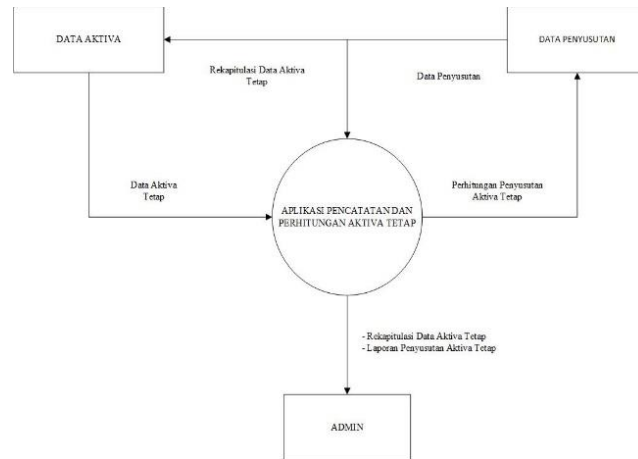 DATA AKTIVA
DATA PENYUSUTAN
Rekapitulasi Data Aktiva
Tetap
Data Penyusutan
Data Aktiva
Tetap
Perhitungan Penyusutan
Aktiva Tetap
APLIKASI PENCATATAN DAN
PERHITUNGAN AKTIVA TETAP
- Rekapitulasi Data Aktiva Tetap
- Laporan Penyusutan Aktiva Tetap
ADMIN